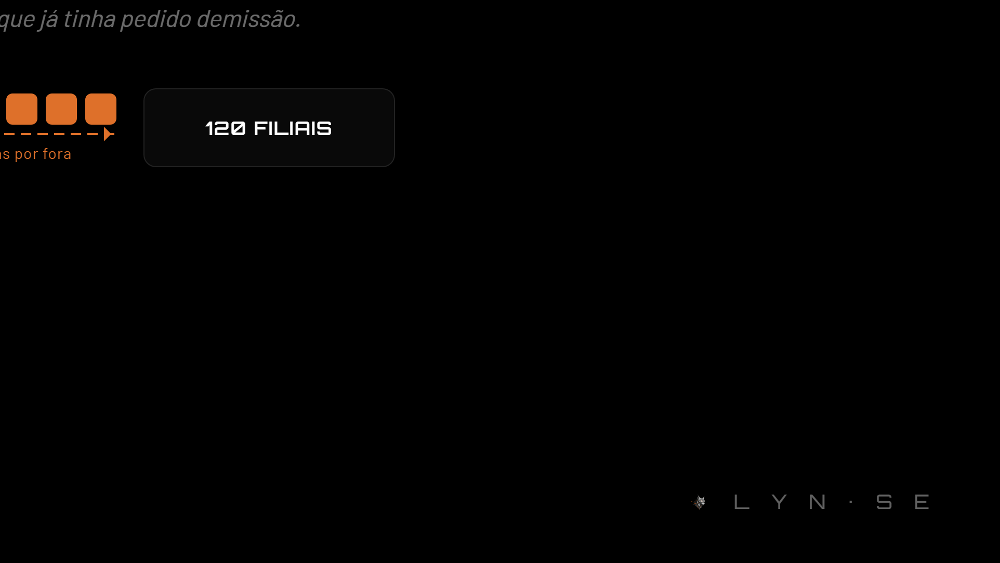 que já tinha pedido demissão.
120 FILIAIS
por fora
L Y N · S E